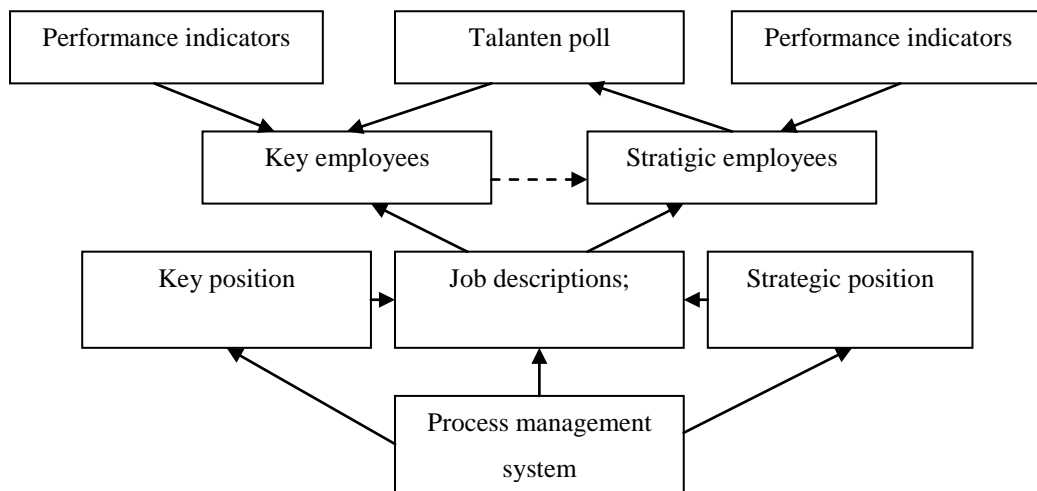 Performance indicators
Talanten poll
Performance indicators
Key employees
Stratigic employees
Key position
Job descriptions;
Strategic position
Process management
system